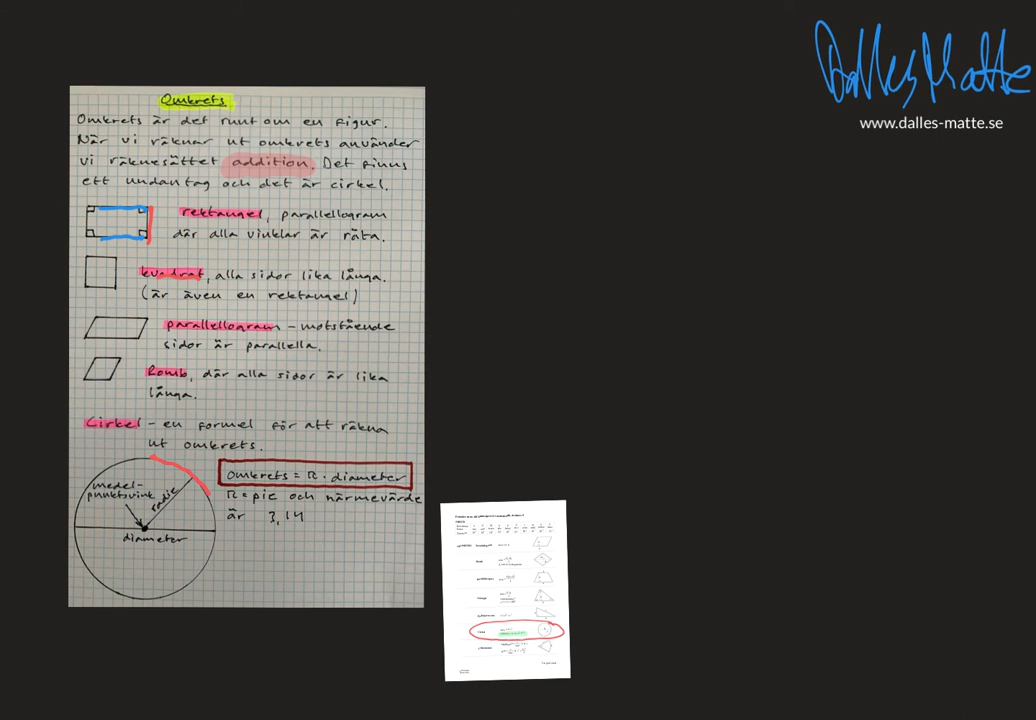 Dalles Matte
www.dalles-matte.se
Omkrets
Omkrets är det runt om en figur.
När vi räknar ut omkrets använder
vi räknesättet addition. Det finns
ett undantag och det är cirkel.
rektangel, parallellogram
där alla vinklar är räta.
kvadrat, alla sidor lika långa.
(är även en rektangel)
parallellogram - motstående
sidor är parallella.
Romb, där alla sidor är lika
långa.
Cirkel - en formel för att räkna
ut omkrets.
Omkrets = π · diameter
π = pie och närmevärde
är 3,14
medel-
punktsvink
radie
diameter